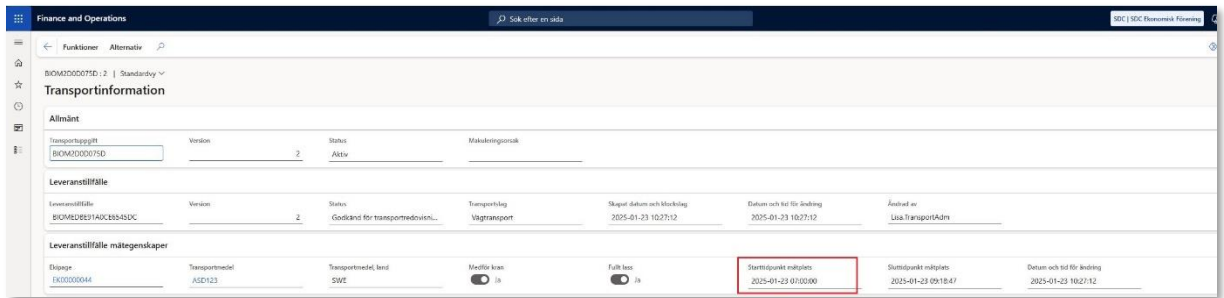 Finance and Operations
Sök efter en sida
SDC | SDC Ekonomisk Förening
Funktioner Alternativ
BIOM2D0D075D : 2 | Standardvy
Transportinformation
Allmänt
Transportuppgift Version Status Makuleringsorsak
BIOM2D0D075D 2 Aktiv
Leveranstillfälle
Leveranstillfälle Version Status Transportslag Skapat datum och klockslag Datum och tid för ändring Ändrad av
BIOMEDBE91A0CE6545DC 2 Godkänd för transportredovisni... Vägtransport 2025-01-23 10:27:12 2025-01-23 10:27:12 Lisa.TransportAdm
Leveranstillfälle mätegenskaper
Ekipage Transportmedel Transportmedel, land Medför kran Fullt lass Starttidpunkt mätplats Sluttidpunkt mätplats Datum och tid för ändring
EK00000044 ASD123 SWE Ja Ja 2025-01-23 07:00:00 2025-01-23 09:18:47 2025-01-23 10:27:12